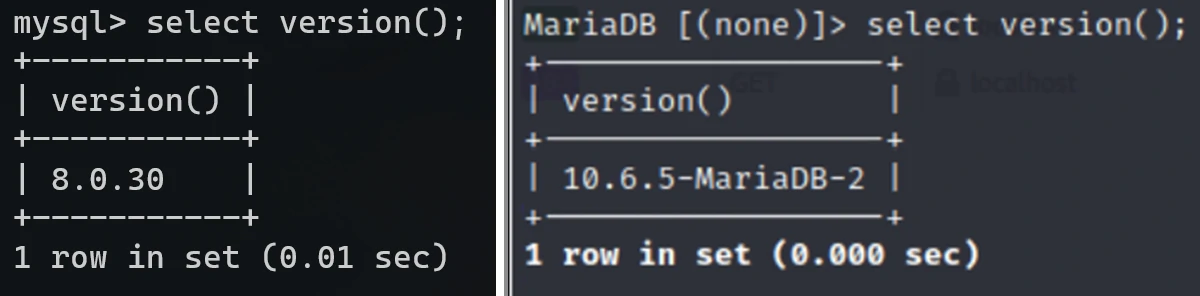 mysql> select version();
+-----------+
| version() |
+-----------+
| 8.0.30    |
+-----------+
1 row in set (0.01 sec)
MariaDB [(none)]> select version();
+-----------------+
| version()       |
+-----------------+
| 10.6.5-MariaDB-2 |
+-----------------+
1 row in set (0.000 sec)
GET
localhost